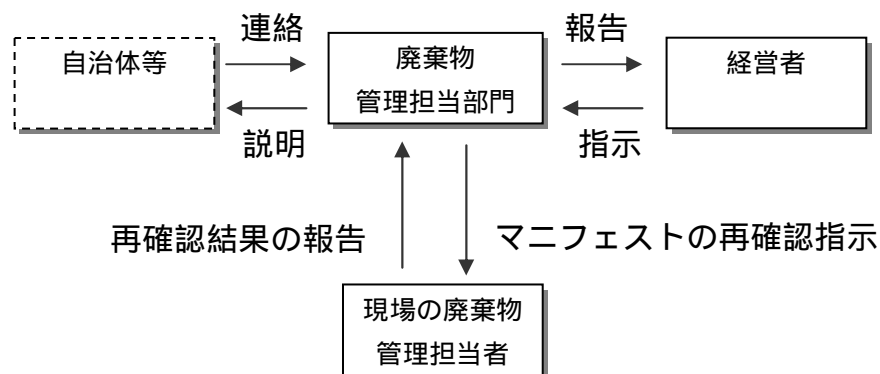 連絡
報告
自治体等
廃棄物
管理担当部門
経営者
説明
指示
再確認結果の報告
マニフェストの再確認指示
現場の廃棄物
管理担当者